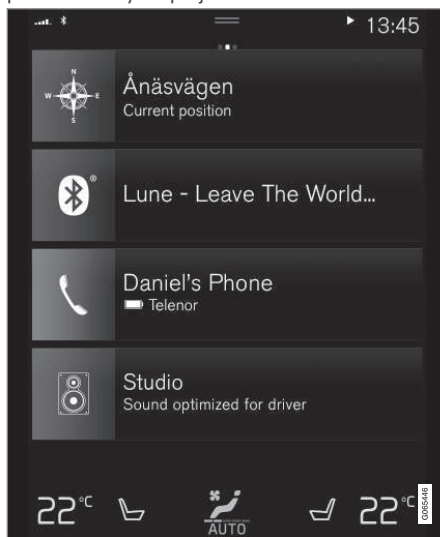 13:45
N
W E
S
Ånäsvägen
Current position
Lune - Leave The World...
Daniel's Phone
Telenor
Studio
Sound optimized for driver
22°C AUTO 22°C
G065446